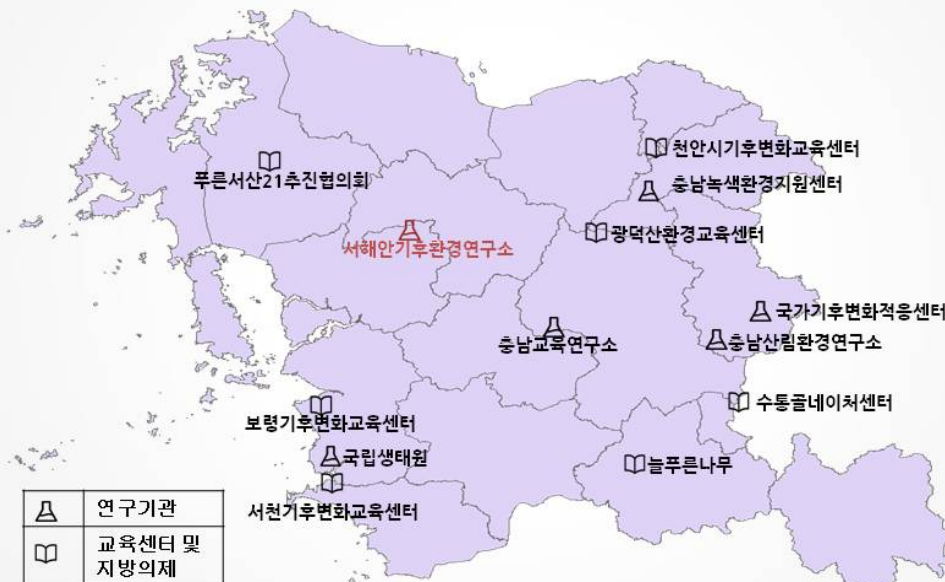 천안시기후변화교육센터
푸른서산21추진협의회
충남녹색환경지원센터
광덕산환경교육센터
서해안기후환경연구소
국가기후변화적응센터
충남교육연구소
충남산림환경연구소
수통골네이처센터
보령기후변화교육센터
국립생태원
늘푸른나무
서천기후변화교육센터
연구기관
교육센터 및
지방의제